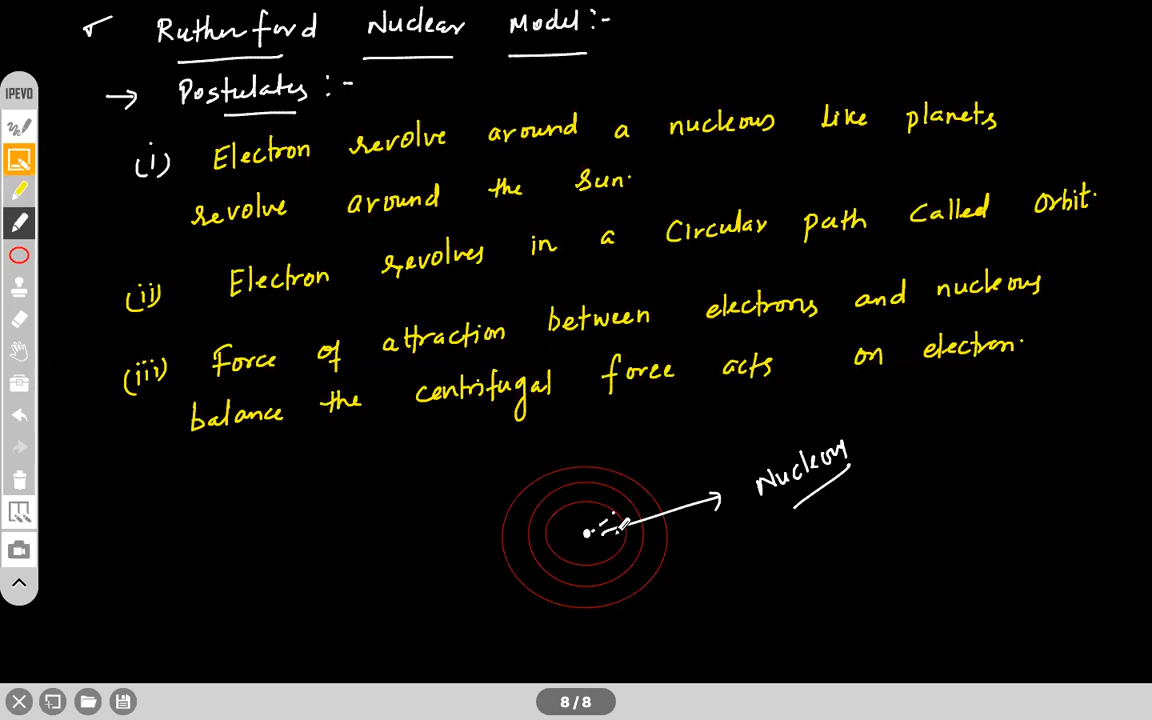 Rutherford Nuclear Model :-
→ Postulates :-
IPEVO
(i) Electron revolve around a nucleous like planets
revolve around the sun.
(ii) Electron revolves in a Circular path called orbit.
(iii) Force of attraction between electrons and nucleous
balance the centrifugal force acts on electron.
Nucleous
8/8